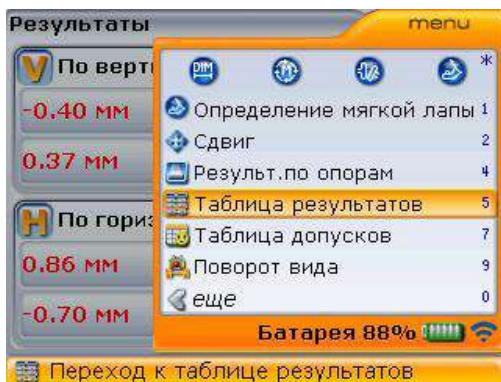 Результаты
menu
V По верт
-0.40 мм
0.37 мм
H По гориз
0.86 мм
-0.70 мм
DIM
*
Определение мягкой лапы 1
Сдвиг 2
Результ.по опорам 4
Таблица результатов 5
Таблица допусков 7
Поворот вида 9
еще 0
Батарея 88%
Переход к таблице результатов